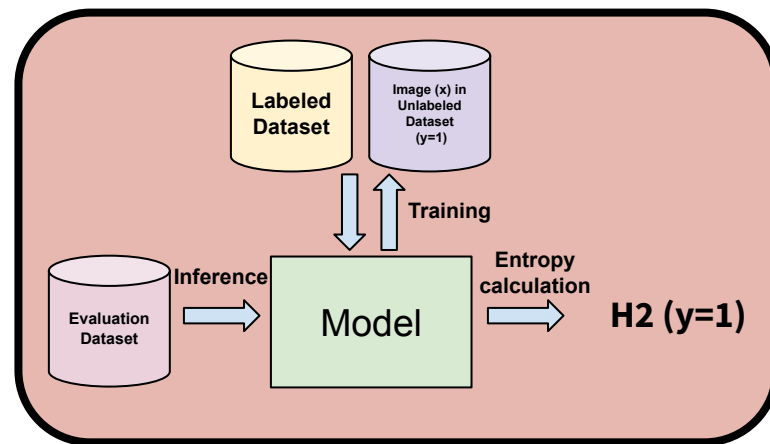 Labeled
Dataset
Image (x) in
Unlabeled
Dataset
(y=1)
Training
Inference
Evaluation
Dataset
Model
Entropy
calculation
H2 (y=1)